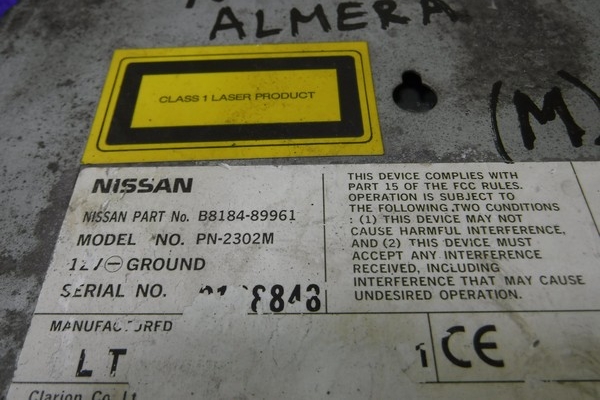 ALMERA
(M)
CLASS 1 LASER PRODUCT
NISSAN
NISSAN PART No. B8184-89961
MODEL NO. PN-2302M
12V⊖GROUND
SERIAL NO.
THIS DEVICE COMPLIES WITH
PART 15 OF THE FCC RULES.
OPERATION IS SUBJECT TO
THE FOLLOWING TWO CONDITIONS
: (1) THIS DEVICE MAY NOT
CAUSE HARMFUL INTERFERENCE,
AND (2) THIS DEVICE MUST
ACCEPT ANY INTERFERENCE
RECEIVED, INCLUDING
INTERFERENCE THAT MAY CAUSE
UNDESIRED OPERATION.
MANUFACTURED
LT
CE
Clarion Co